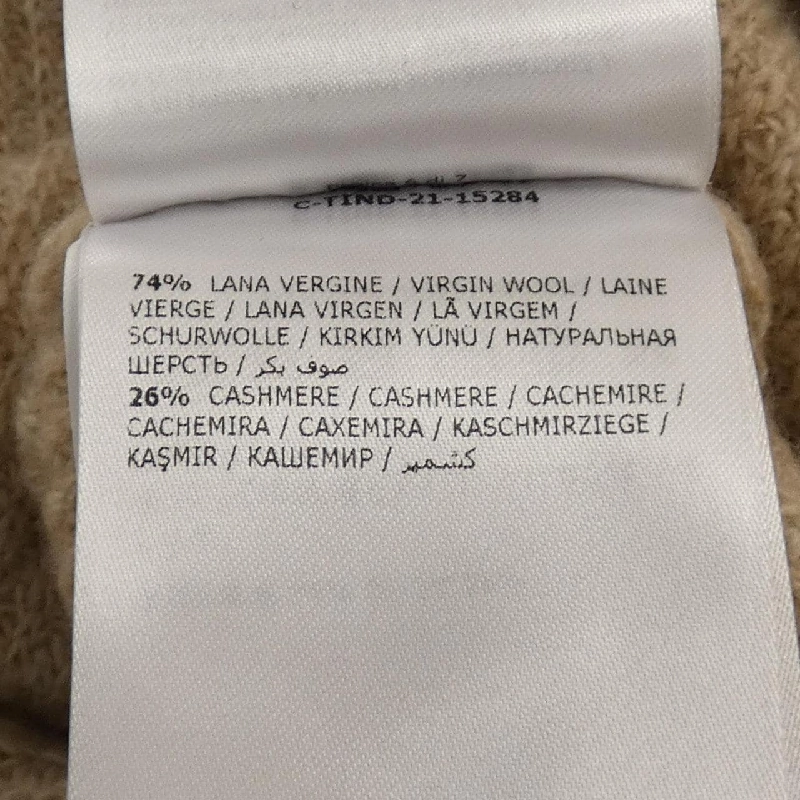 C-TIND-21-15284
74% LANA VERGINE / VIRGIN WOOL / LAINE
VIERGE / LANA VIRGEN / LÃ VIRGEM /
SCHURWOLLE / KIRKIM YÜNÜ / НАТУРАЛЬНАЯ
ШЕРСТЬ / صوف بكر
26% CASHMERE / CASHMERE / CACHEMIRE /
CACHEMIRA / CAXEMIRA / KASCHMIRZIEGE /
KAŞMIR / КАШЕМИР / كشمير